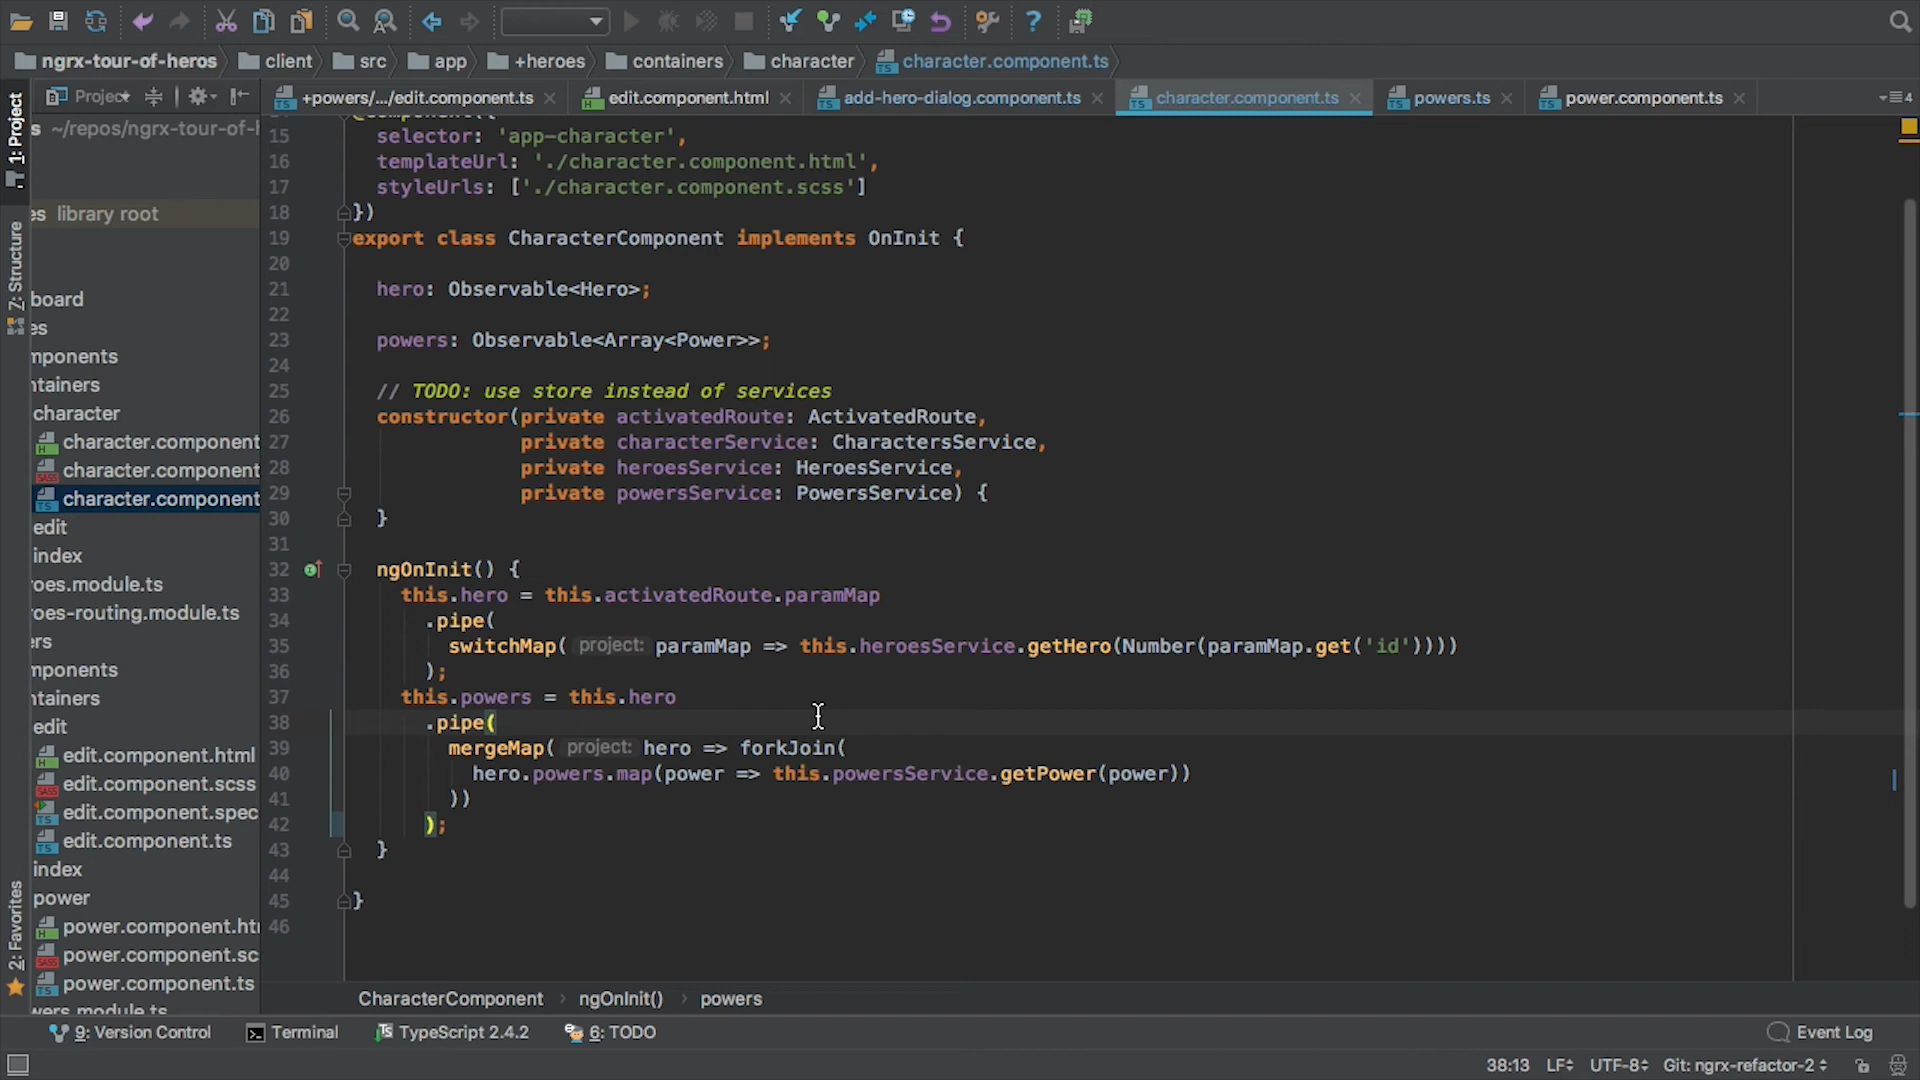 ngrx-tour-of-heros client src app +heroes containers character character.component.ts
1: Project
Project
+powers/.../edit.component.ts edit.component.html add-hero-dialog.component.ts character.component.ts powers.ts power.component.ts 4
s ~/repos/ngrx-tour-of-h
es library root
board
es
mponents
ntainers
character
character.component
character.component
character.component
edit
index
roes.module.ts
roes-routing.module.ts
ers
mponents
ntainers
edit
edit.component.html
edit.component.scss
edit.component.spec
edit.component.ts
index
power
power.component.ht
power.component.sc
power.component.ts
wers.module.ts
Z: Structure
2: Favorites
15 selector: 'app-character',
16 templateUrl: './character.component.html',
17 styleUrls: ['./character.component.scss']
18 })
19 export class CharacterComponent implements OnInit {
20
21 hero: Observable<Hero>;
22
23 powers: Observable<Array<Power>>;
24
25 // TODO: use store instead of services
26 constructor(private activatedRoute: ActivatedRoute,
27 private characterService: CharactersService,
28 private heroesService: HeroesService,
29 private powersService: PowersService) {
30 }
31
32 ngOnInit() {
33 this.hero = this.activatedRoute.paramMap
34 .pipe(
35 switchMap( project: paramMap => this.heroesService.getHero(Number(paramMap.get('id'))))
36 );
37 this.powers = this.hero
38 .pipe(
39 mergeMap( project: hero => forkJoin(
40 hero.powers.map(power => this.powersService.getPower(power))
41 ))
42 );
43 }
44
45 }
46
CharacterComponent › ngOnInit() › powers
9: Version Control Terminal TypeScript 2.4.2 6: TODO Event Log
38:13 LF UTF-8 Git: ngrx-refactor-2